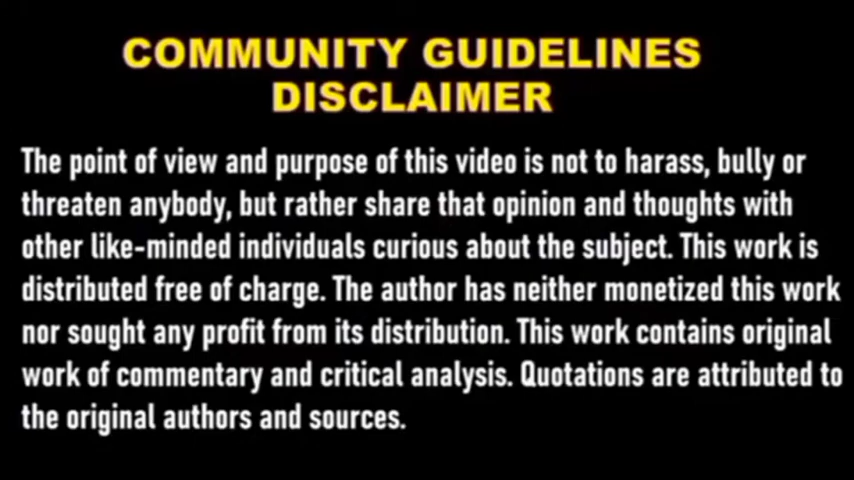 COMMUNITY GUIDELINES
DISCLAIMER
The point of view and purpose of this video is not to harass, bully or
threaten anybody, but rather share that opinion and thoughts with
other like-minded individuals curious about the subject. This work is
distributed free of charge. The author has neither monetized this work
nor sought any profit from its distribution. This work contains original
work of commentary and critical analysis. Quotations are attributed to
the original authors and sources.